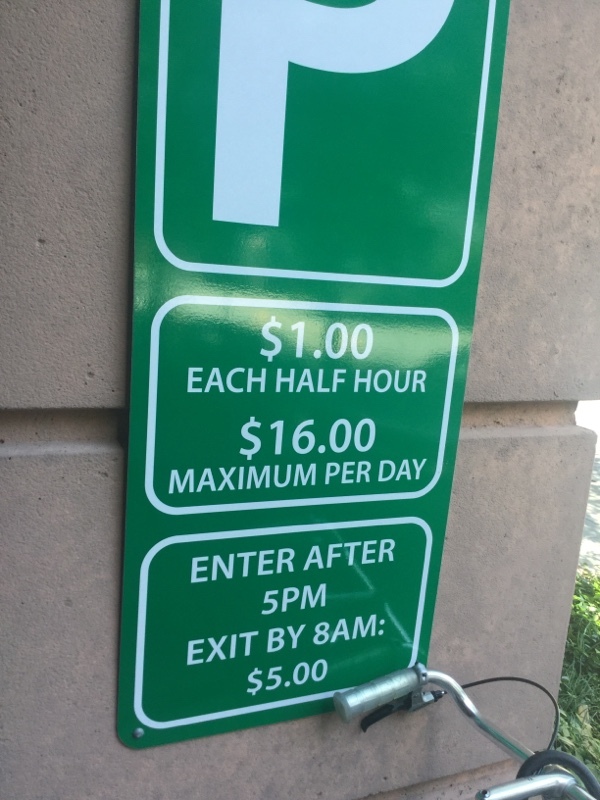 P
$1.00
EACH HALF HOUR
$16.00
MAXIMUM PER DAY
ENTER AFTER
5PM
EXIT BY 8AM:
$5.00